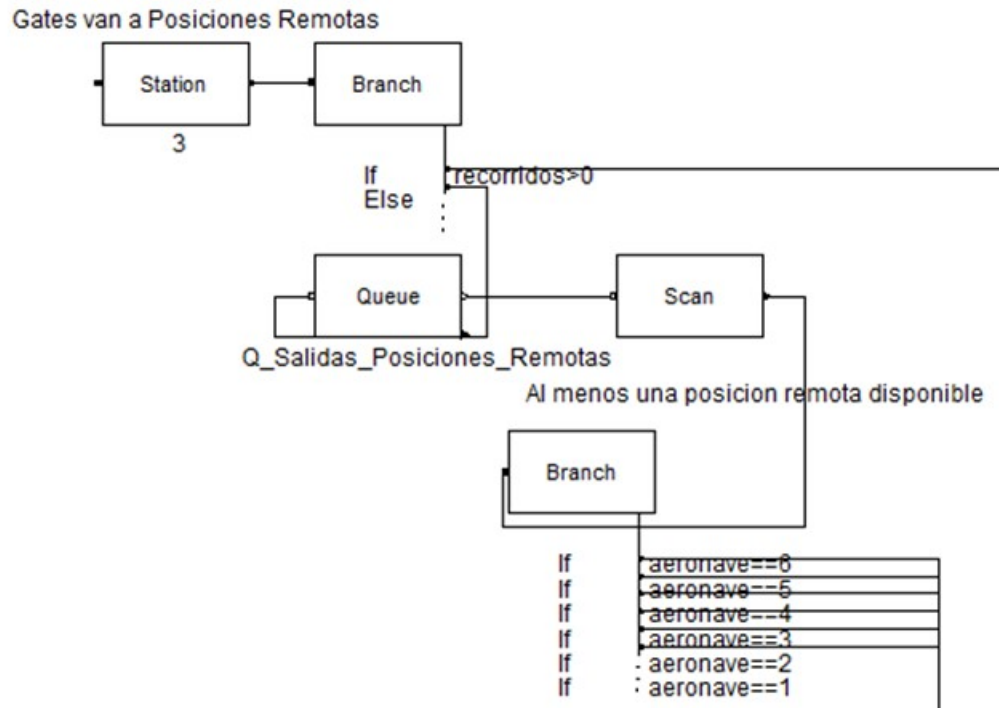 Gates van a Posiciones Remotas
Station
Branch
3
If recorridos>0
Else
Queue
Scan
Q_Salidas_Posiciones_Remotas
Al menos una posicion remota disponible
Branch
If aeronave==6
If aeronave==5
If aeronave==4
If aeronave==3
If aeronave==2
If aeronave==1